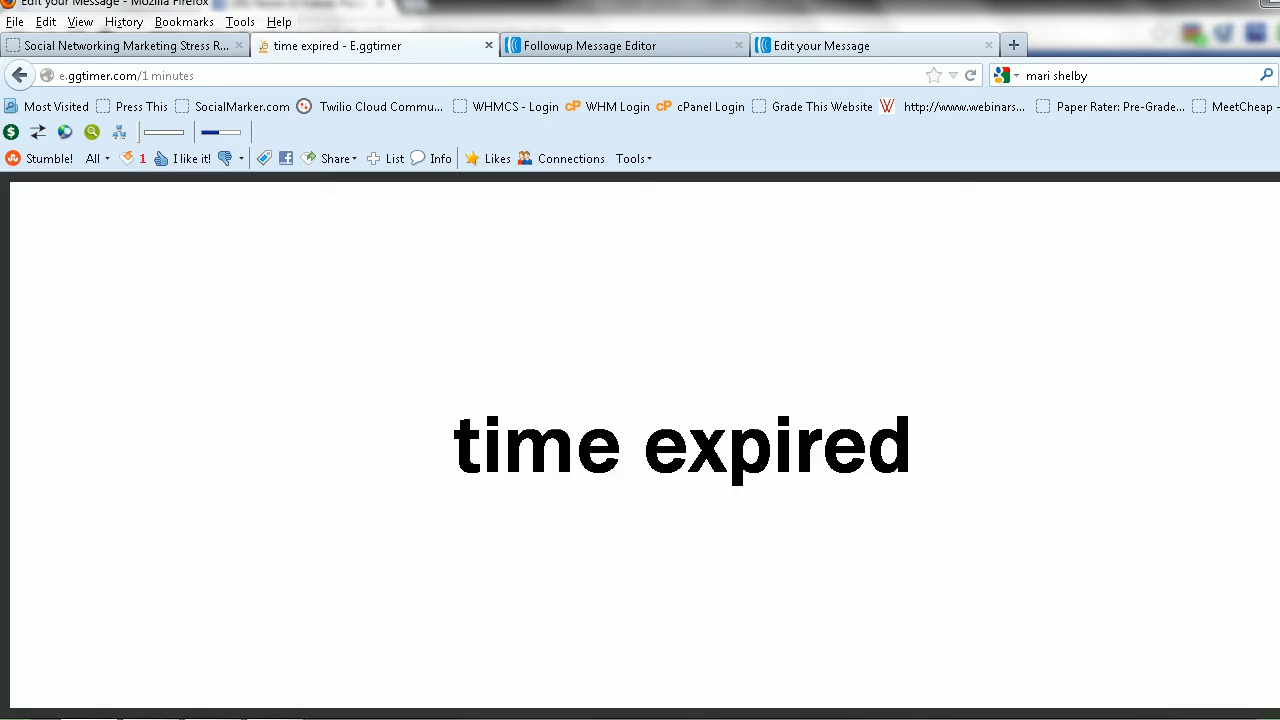 Edit your Message - Mozilla Firefox
File Edit View History Bookmarks Tools Help
Social Networking Marketing Stress R... time expired - E.ggtimer Followup Message Editor Edit your Message
e.ggtimer.com/1 minutes mari shelby
Most Visited Press This SocialMarker.com Twilio Cloud Commu... WHMCS - Login cP WHM Login cP cPanel Login Grade This Website W http://www.webinars... Paper Rater: Pre-Grade... MeetCheap -
Stumble! All 1 I like it! Share List Info Likes Connections Tools
time expired